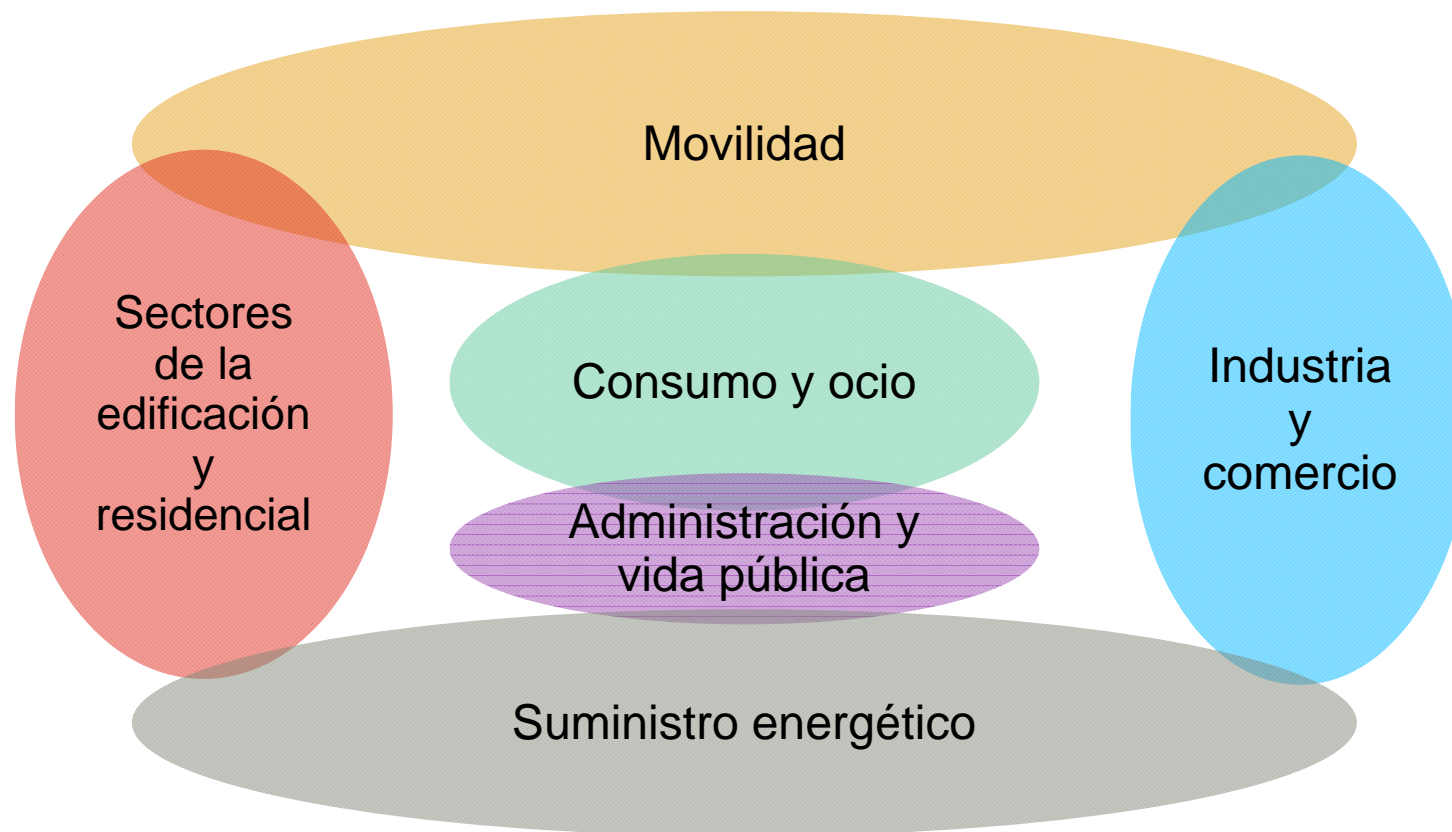 Movilidad
Sectores
de la
edificación
y
residencial
Consumo y ocio
Industria
y
comercio
Administración y
vida pública
Suministro energético